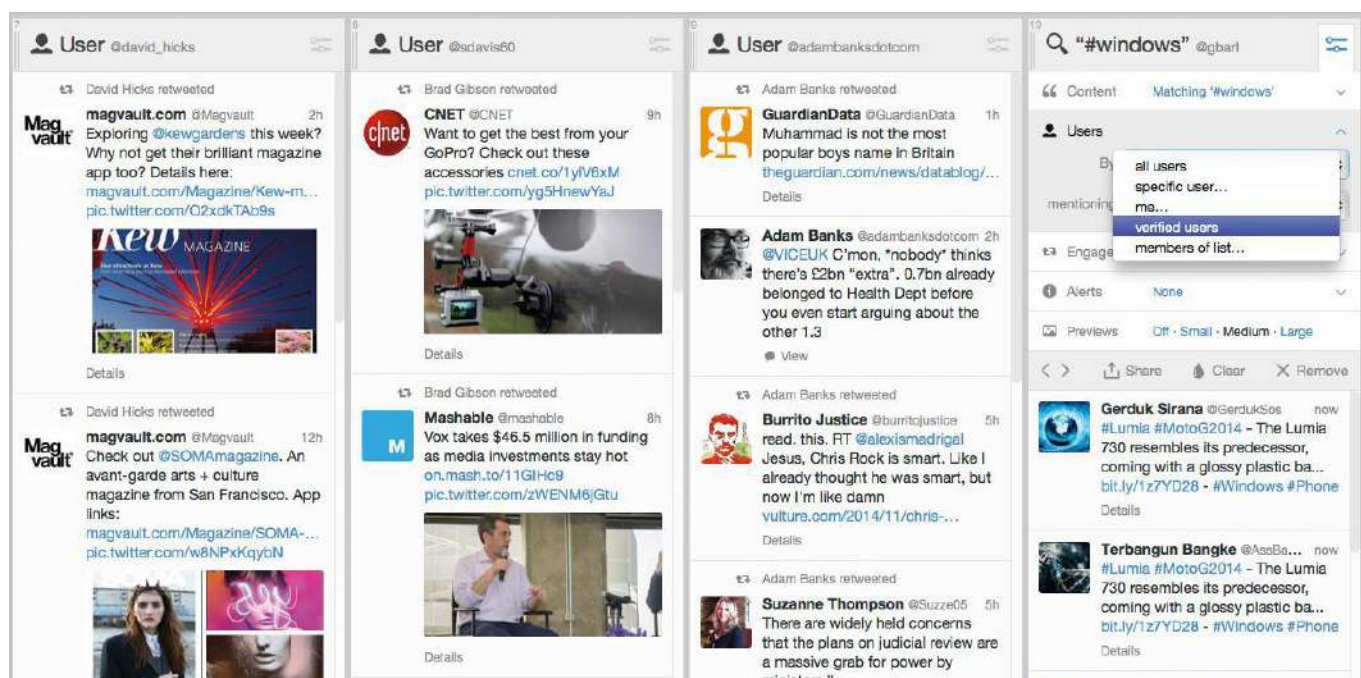 7
User @david_hicks
David Hicks retweeted
magvault.com @Magvault 2h
Exploring @kewgardens this week?
Why not get their brilliant magazine
app too? Details here:
magvault.com/Magazine/Kew-m...
pic.twitter.com/O2xdkTAb9s
Mag
vault
Kew MAGAZINE
Details
David Hicks retweeted
magvault.com @Magvault 12h
Check out @SOMAmagazine. An
avant-garde arts + culture
magazine from San Francisco. App
links:
magvault.com/Magazine/SOMA-...
pic.twitter.com/w8NPxKqybN
Mag
vault
8
User @sdavis60
Brad Gibson retweeted
CNET @CNET 9h
Want to get the best from your
GoPro? Check out these
accessories cnet.co/1ylV6xM
pic.twitter.com/yg5HnewYaJ
c|net
Details
Brad Gibson retweeted
Mashable @mashable 8h
Vox takes $46.5 million in funding
as media investments stay hot
on.mash.to/11GlHc9
pic.twitter.com/zWENM6jGtu
M
Details
9
User @adambanksdotcom
Adam Banks retweeted
GuardianData @GuardianData 1h
Muhammad is not the most
popular boys name in Britain
theguardian.com/news/datablog/...
g
Details
Adam Banks @adambanksdotcom 2h
@VICEUK C'mon, *nobody* thinks
there's £2bn "extra". 0.7bn already
belonged to Health Dept before
you even start arguing about the
other 1.3
View
Adam Banks retweeted
Burrito Justice @burritojustice 5h
read. this. RT @alexismadrigal
Jesus, Chris Rock is smart. Like I
already thought he was smart, but
now I'm like damn
vulture.com/2014/11/chris-...
Details
Adam Banks retweeted
Suzanne Thompson @Suzze05 5h
There are widely held concerns
that the plans on judicial review are
a massive grab for power by
10
"#windows" @gbarl
Content Matching '#windows'
Users
By
all users
specific user...
me...
mentioning
verified users
members of list...
Engage
Alerts None
Previews Off · Small · Medium · Large
Share Clear Remove
Gerduk Sirana @GerdukSos now
#Lumia #MotoG2014 - The Lumia
730 resembles its predecessor,
coming with a glossy plastic ba...
bit.ly/1z7YD28 - #Windows #Phone
Details
Terbangun Bangke @AssBa... now
#Lumia #MotoG2014 - The Lumia
730 resembles its predecessor,
coming with a glossy plastic ba...
bit.ly/1z7YD28 - #Windows #Phone
Details